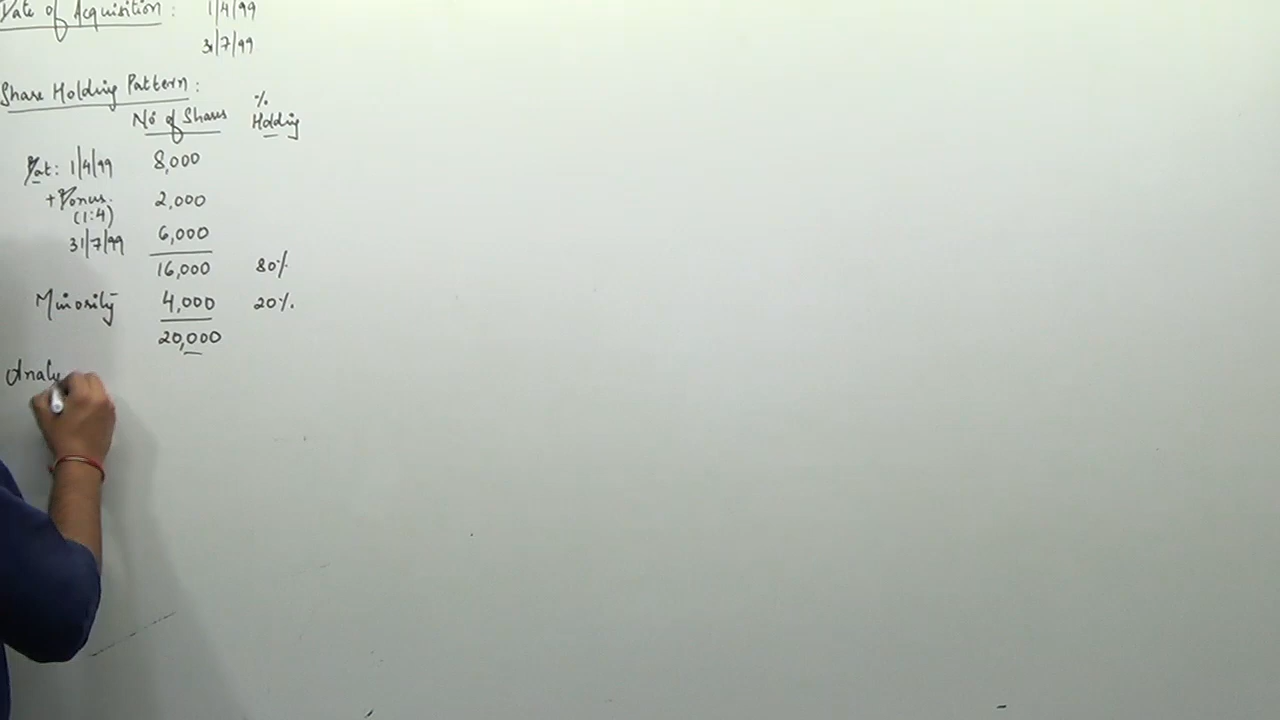 Date of Acquisition : 1/4/99
31/7/99
Share Holding Pattern :
No of Shares % Holding
1/4/99 8,000
+ Bonus 2,000
(1:4)
31/7/99 6,000
16,000 80%
Minority 4,000 20%
20,000
Analy